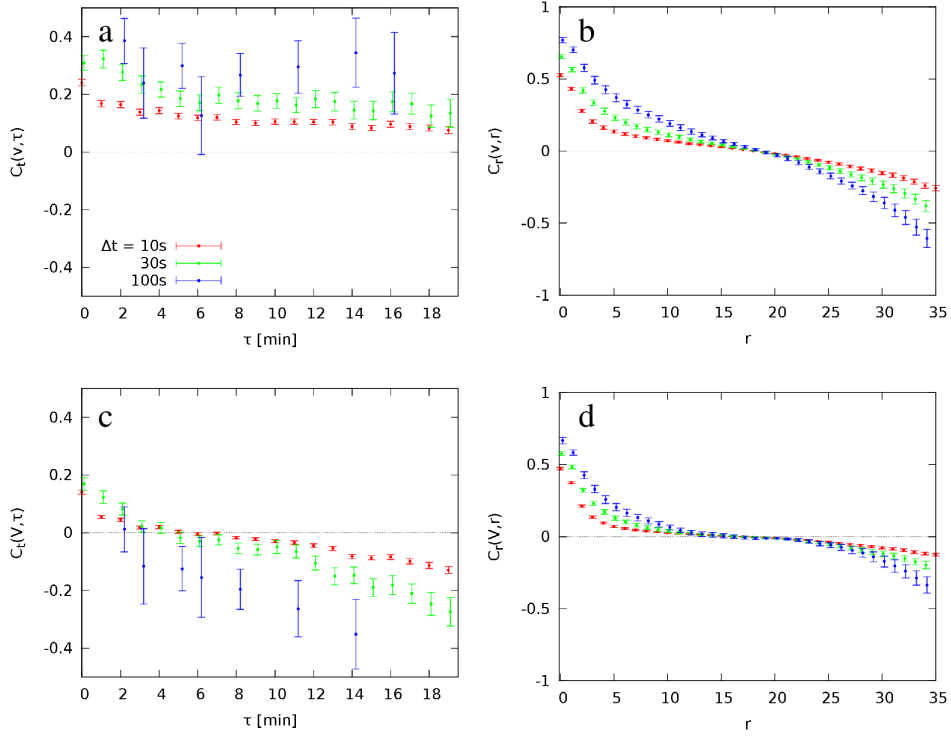 a
0.4
0.2
0
-0.2
-0.4
C_t(v,τ)
Δt = 10s
30s
100s
0 2 4 6 8 10 12 14 16 18
τ [min]
b
1
0.5
0
-0.5
-1
C_r(v,r)
0 5 10 15 20 25 30 35
r
c
0.4
0.2
0
-0.2
-0.4
C_t(V,τ)
0 2 4 6 8 10 12 14 16 18
τ [min]
d
1
0.5
0
-0.5
-1
C_r(V,r)
0 5 10 15 20 25 30 35
r